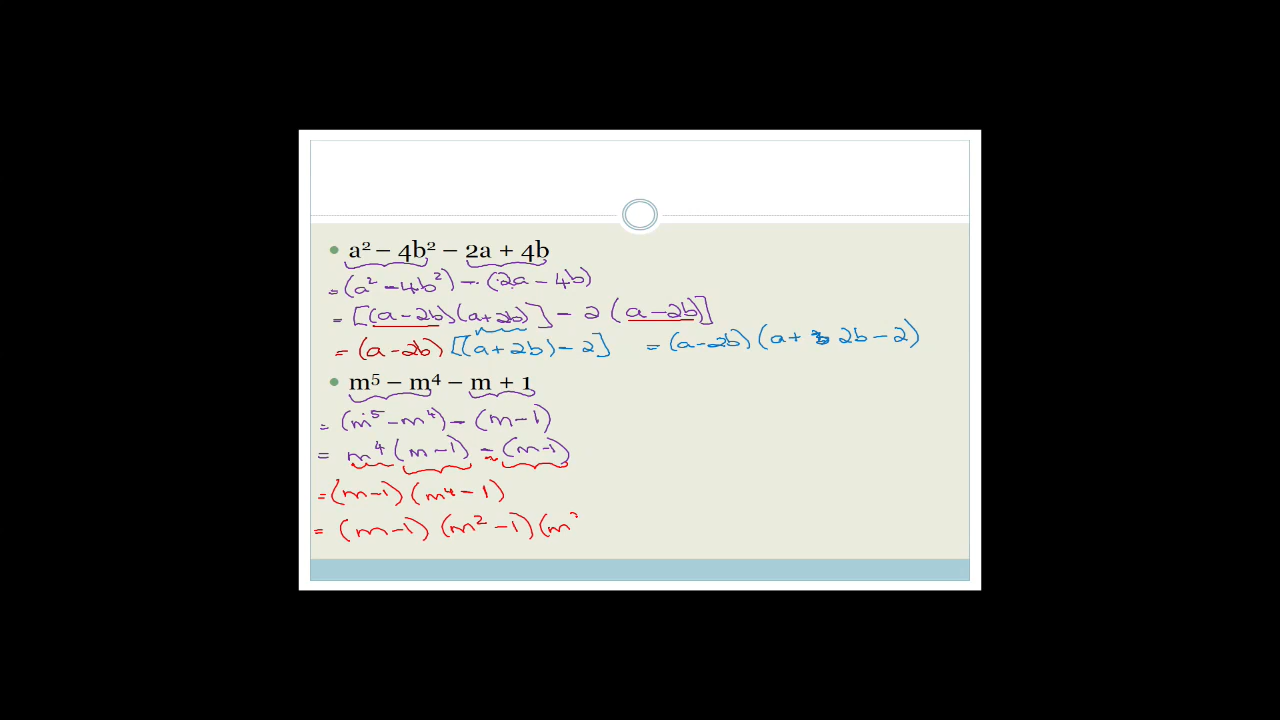 a² – 4b² – 2a + 4b
= (a² – 4b²) – (2a – 4b)
= [(a – 2b)(a + 2b)] – 2 (a – 2b)]
= (a – 2b) [(a + 2b) – 2] = (a – 2b) (a + 2b – 2)
m⁵ – m⁴ – m + 1
= (m⁵ – m⁴) – (m – 1)
= m⁴ (m – 1) – (m – 1)
= (m – 1) (m⁴ – 1)
= (m – 1) (m² – 1) (m²